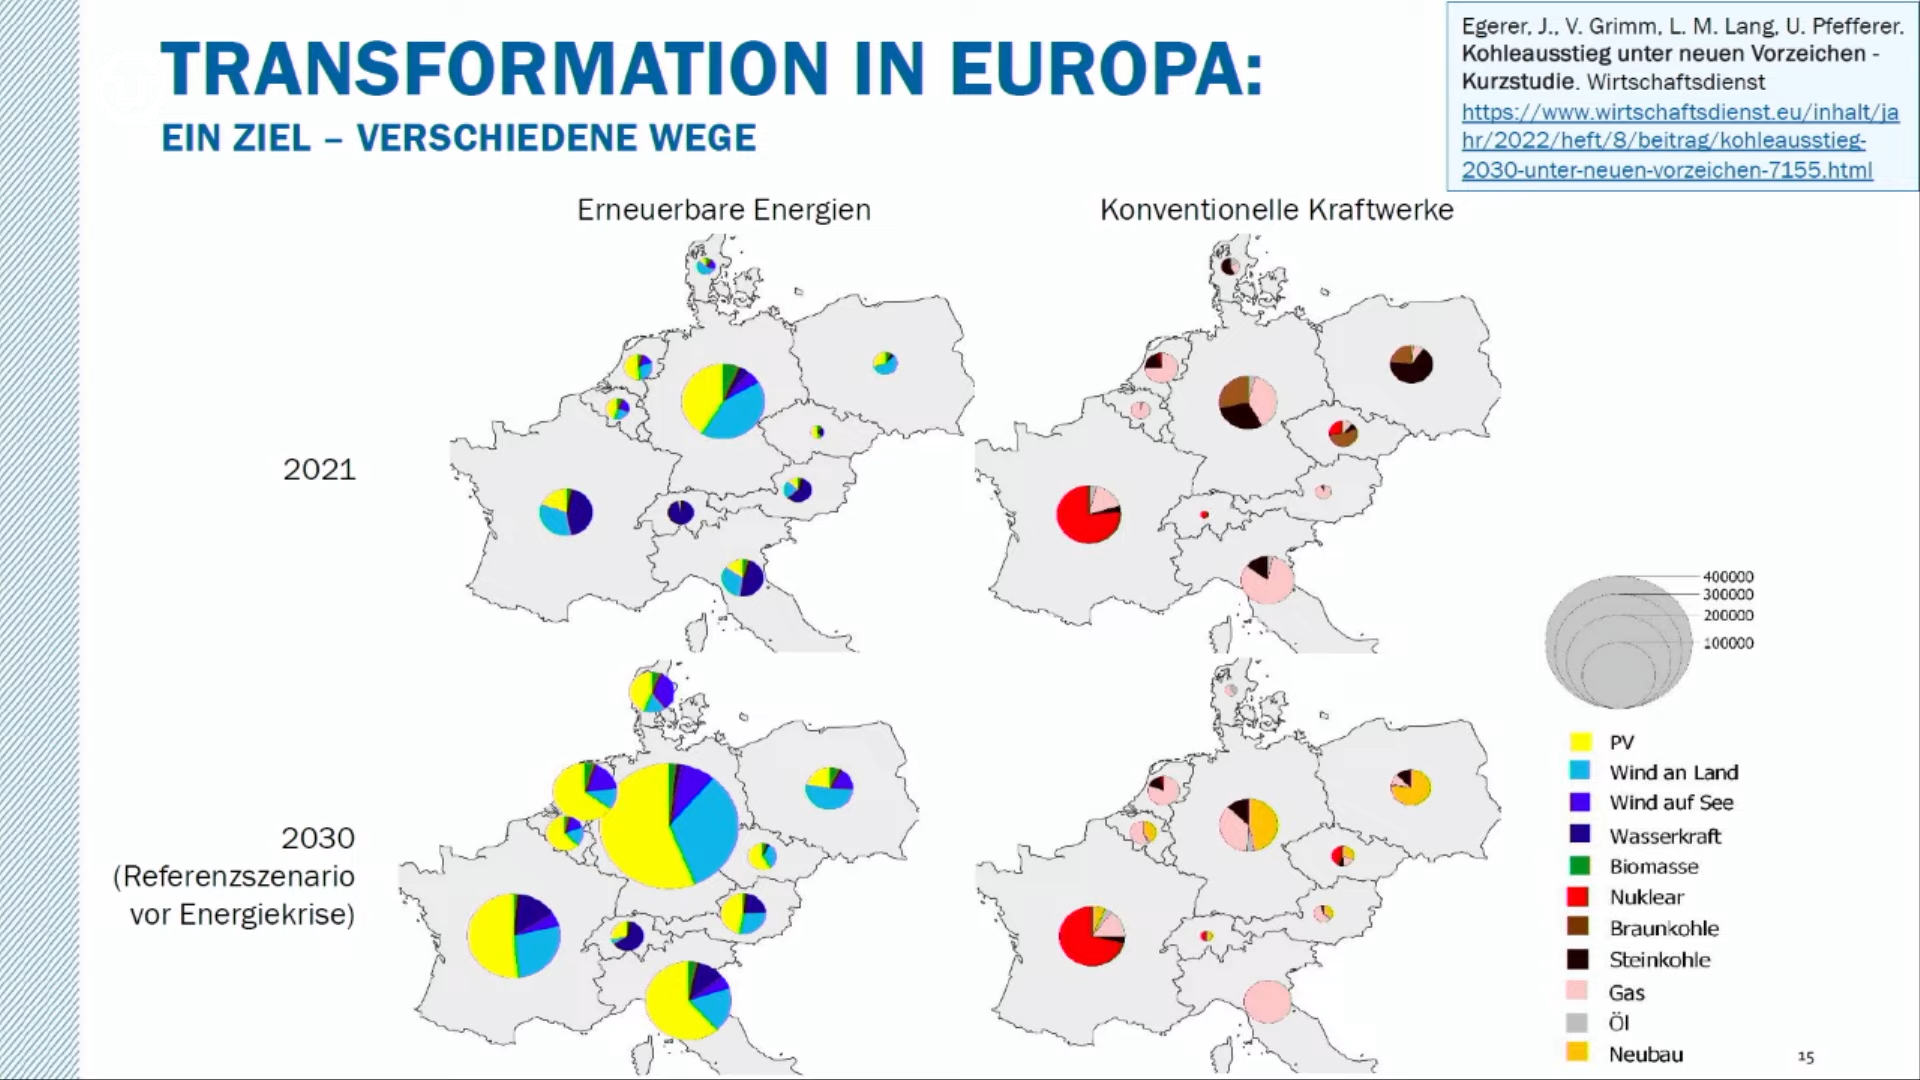 TRANSFORMATION IN EUROPA:
EIN ZIEL – VERSCHIEDENE WEGE
Egerer, J., V. Grimm, L. M. Lang, U. Pfefferer.
Kohleausstieg unter neuen Vorzeichen -
Kurzstudie. Wirtschaftsdienst
https://www.wirtschaftsdienst.eu/inhalt/ja
hr/2022/heft/8/beitrag/kohleausstieg-
2030-unter-neuen-vorzeichen-7155.html
Erneuerbare Energien
Konventionelle Kraftwerke
2021
2030
(Referenzszenario
vor Energiekrise)
400000
300000
200000
100000
PV
Wind an Land
Wind auf See
Wasserkraft
Biomasse
Nuklear
Braunkohle
Steinkohle
Gas
Öl
Neubau
15